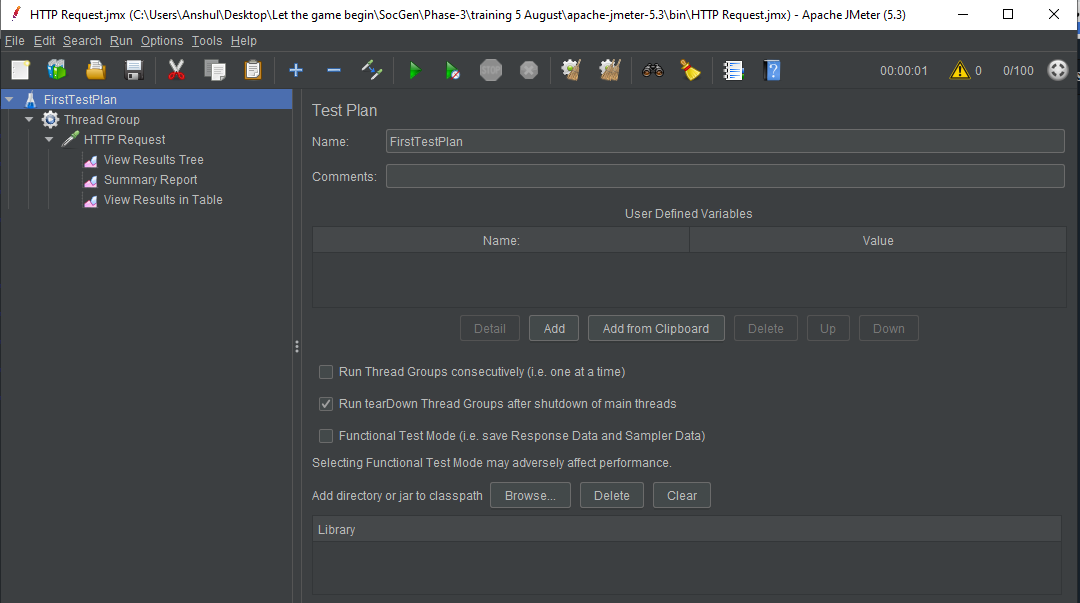 HTTP Request.jmx (C:\Users\Anshul\Desktop\Let the game begin\SocGen\Phase-3\training 5 August\apache-jmeter-5.3\bin\HTTP Request.jmx) - Apache JMeter (5.3)
File Edit Search Run Options Tools Help
STOP 00:00:01 0 0/100
FirstTestPlan
Thread Group
HTTP Request
View Results Tree
Summary Report
View Results in Table
Test Plan
Name: FirstTestPlan
Comments:
User Defined Variables
Name: Value
Detail Add Add from Clipboard Delete Up Down
Run Thread Groups consecutively (i.e. one at a time)
Run tearDown Thread Groups after shutdown of main threads
Functional Test Mode (i.e. save Response Data and Sampler Data)
Selecting Functional Test Mode may adversely affect performance.
Add directory or jar to classpath Browse... Delete Clear
Library